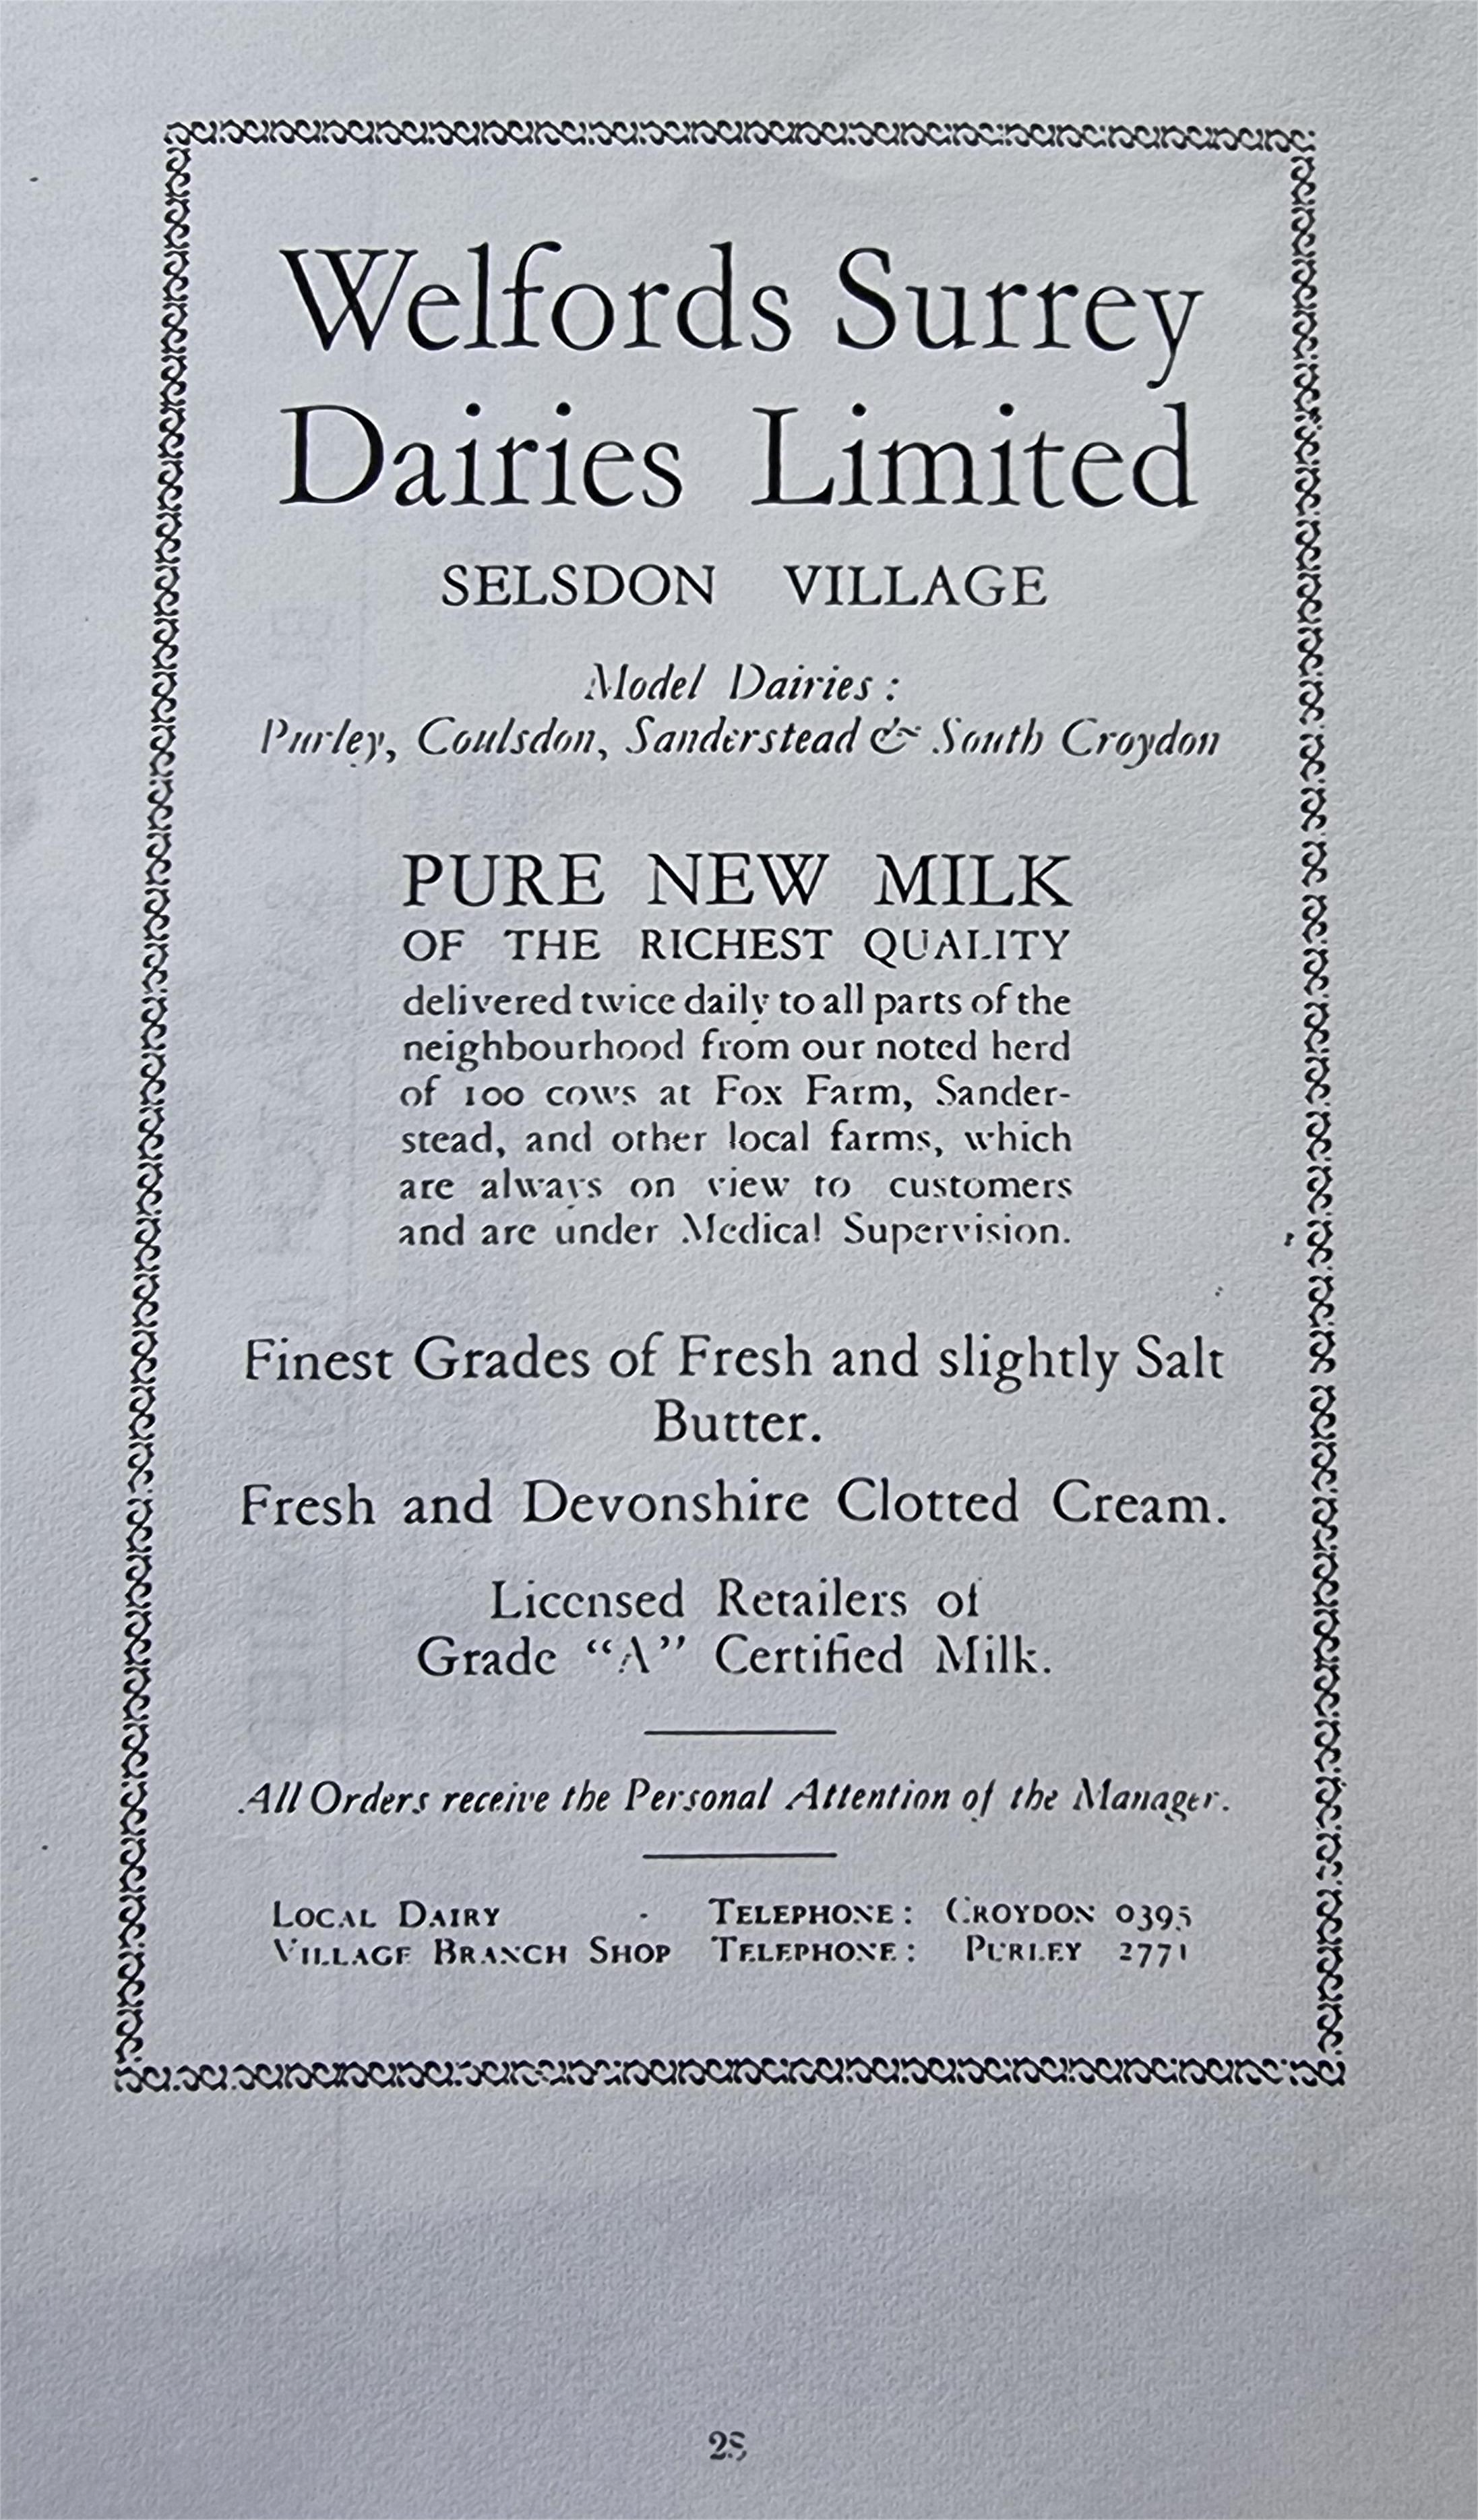 Welfords Surrey
Dairies Limited
SELSDON VILLAGE
Model Dairies :
Purley, Coulsdon, Sanderstead & South Croydon
PURE NEW MILK
OF THE RICHEST QUALITY
delivered twice daily to all parts of the
neighbourhood from our noted herd
of 100 cows at Fox Farm, Sander-
stead, and other local farms, which
are always on view to customers
and are under Medical Supervision.
Finest Grades of Fresh and slightly Salt
Butter.
Fresh and Devonshire Clotted Cream.
Licensed Retailers of
Grade “A” Certified Milk.
All Orders receive the Personal Attention of the Manager.
LOCAL DAIRY - TELEPHONE : CROYDON 0395
VILLAGE BRANCH SHOP TELEPHONE : PURLEY 2771